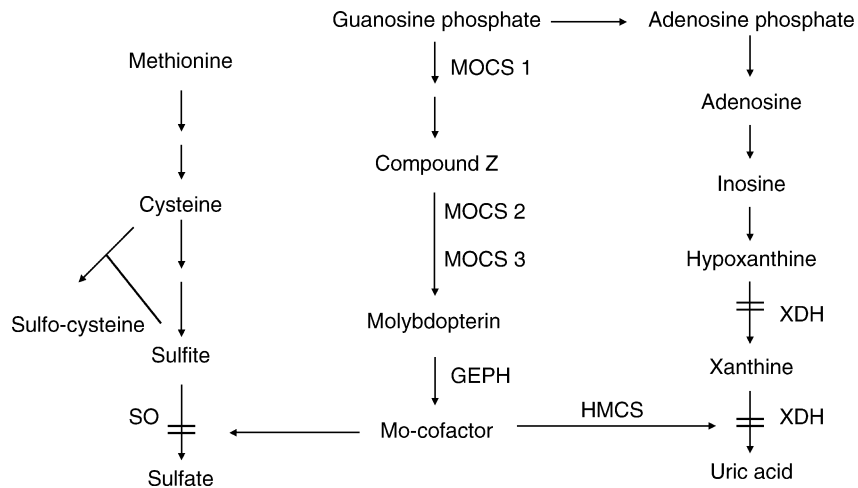 Guanosine phosphate
Adenosine phosphate
Methionine
MOCS 1
Adenosine
Compound Z
Inosine
Cysteine
MOCS 2
MOCS 3
Hypoxanthine
XDH
Sulfo-cysteine
Molybdopterin
Sulfite
Xanthine
GEPH
SO
HMCS
XDH
Mo-cofactor
Sulfate
Uric acid